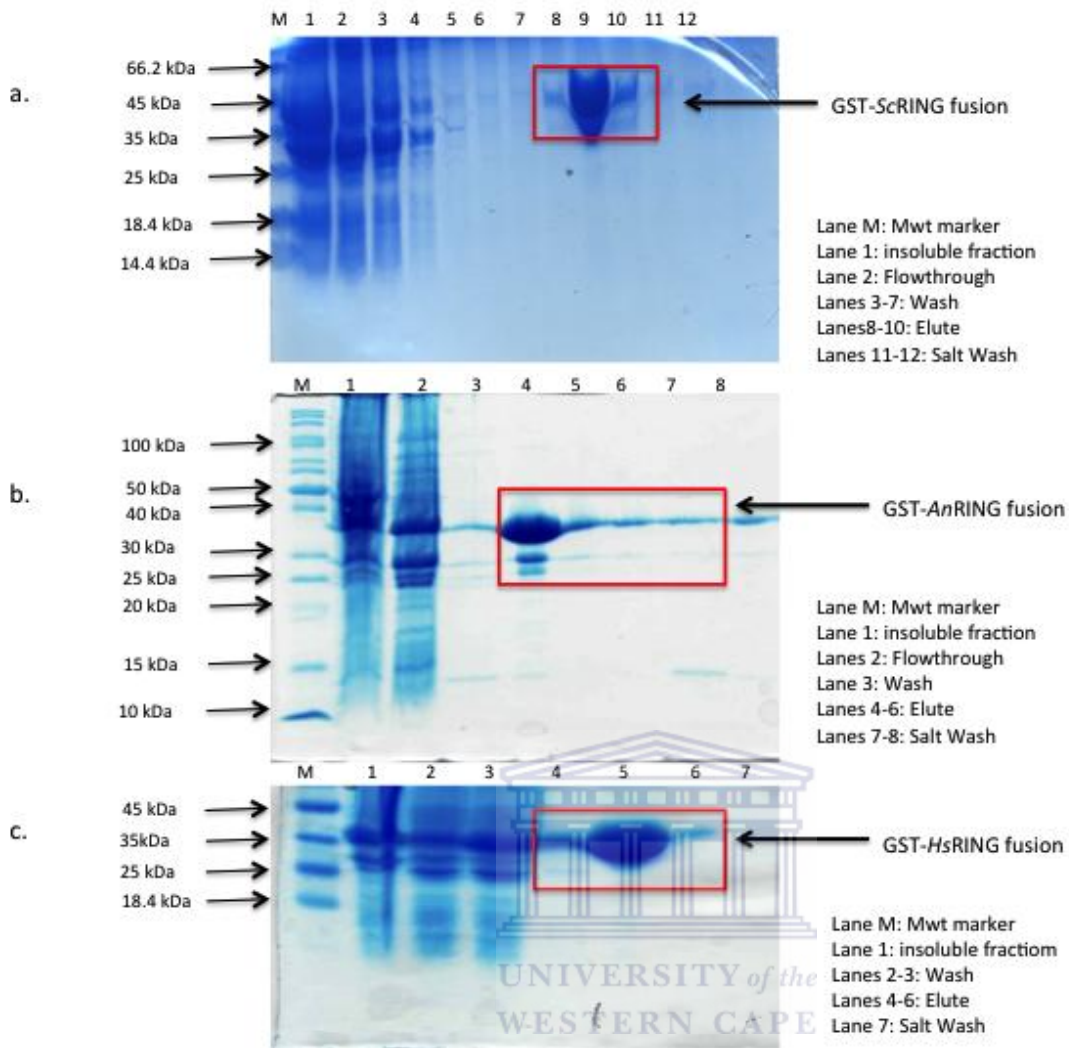 M 1 2 3 4 5 6 7 8 9 10 11 12
a.
66.2 kDa
45 kDa
35 kDa
25 kDa
18.4 kDa
14.4 kDa
GST-ScRING fusion
Lane M: Mwt marker
Lane 1: insoluble fraction
Lane 2: Flowthrough
Lanes 3-7: Wash
Lanes8-10: Elute
Lanes 11-12: Salt Wash
M 1 2 3 4 5 6 7 8
b.
100 kDa
50 kDa
40 kDa
30 kDa
25 kDa
20 kDa
15 kDa
10 kDa
GST-AnRING fusion
Lane M: Mwt marker
Lane 1: insoluble fraction
Lanes 2: Flowthrough
Lane 3: Wash
Lanes 4-6: Elute
Lanes 7-8: Salt Wash
M 1 2 3 4 5 6 7
c.
45 kDa
35kDa
25 kDa
18.4 kDa
GST-HsRING fusion
Lane M: Mwt marker
Lane 1: insoluble fractiom
Lanes 2-3: Wash
Lanes 4-6: Elute
Lane 7: Salt Wash
UNIVERSITY of the
WESTERN CAPE